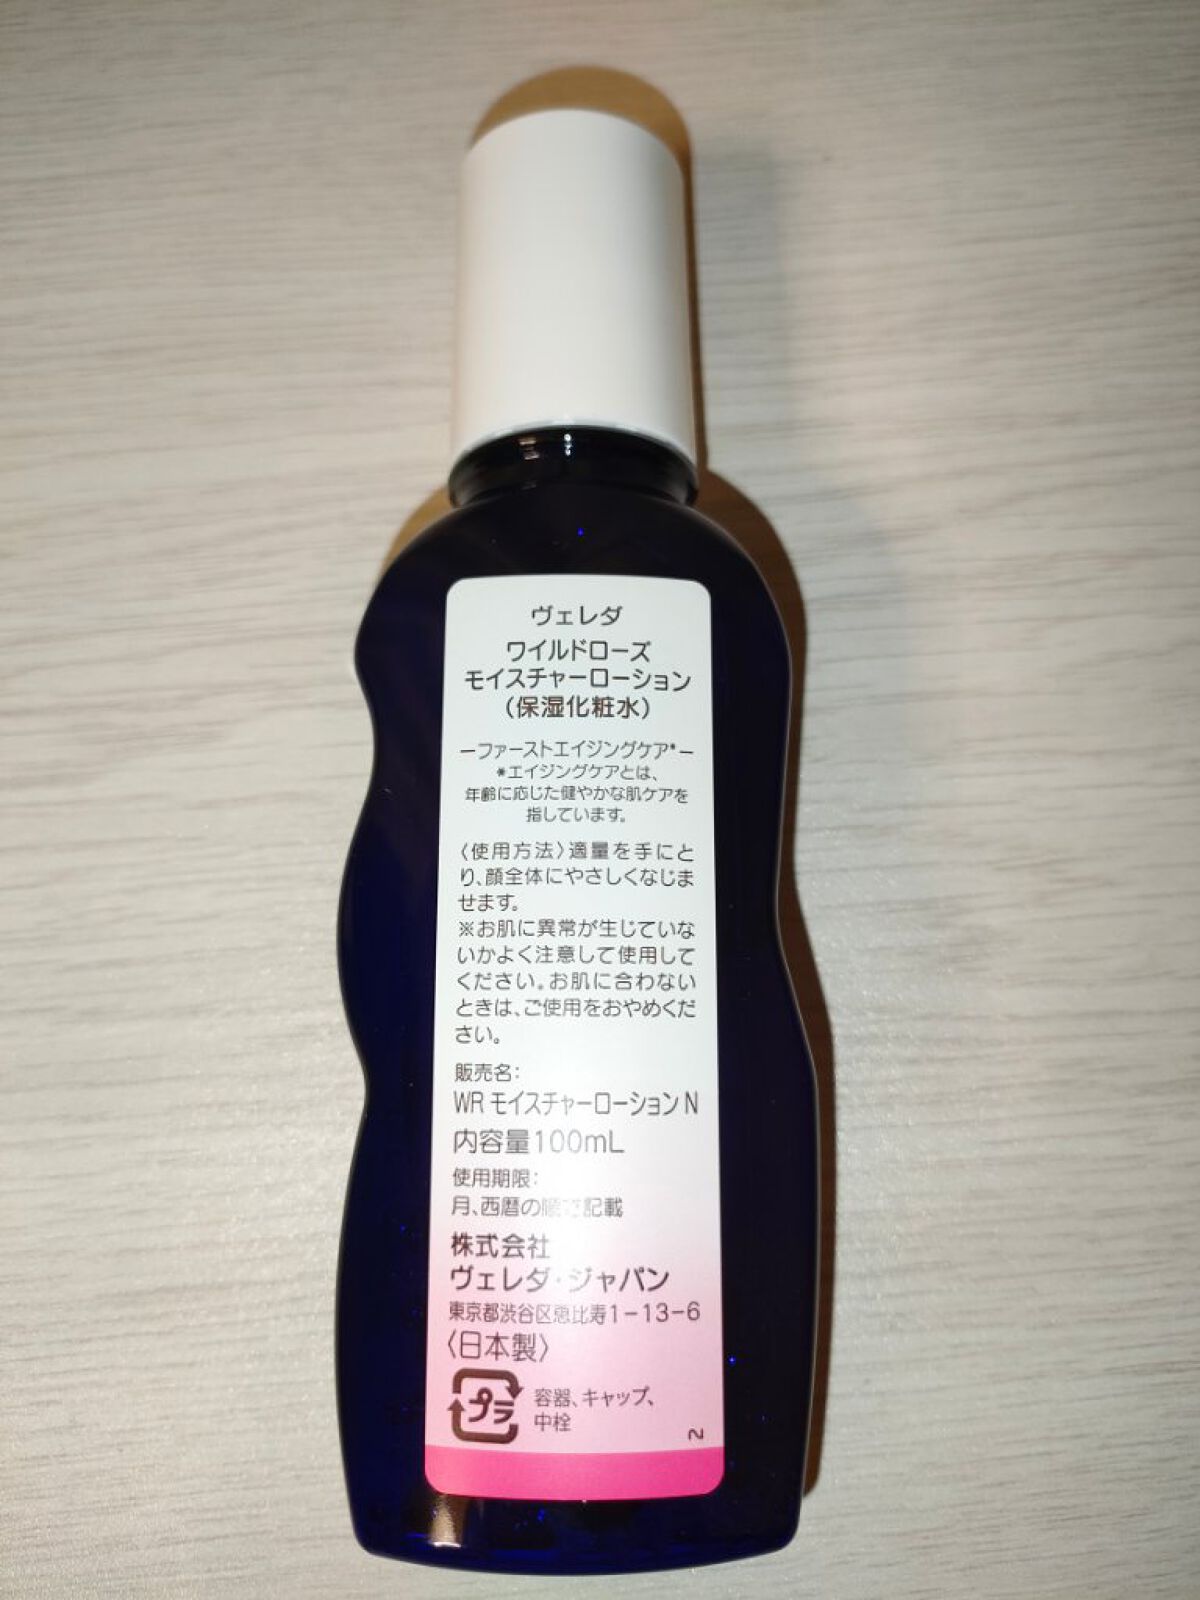 ヴェレダ
ワイルドローズ
モイスチャーローション
(保湿化粧水)
ーファーストエイジングケア*ー
*エイジングケアとは、
年齢に応じた健やかな肌ケアを
指しています。
〈使用方法〉適量を手にと
り、顔全体にやさしくなじま
せます。
※お肌に異常が生じていな
いかよく注意して使用して
ください。お肌に合わない
ときは、ご使用をおやめくだ
さい。
販売名:
WR モイスチャーローション N
内容量100mL
使用期限:
月、西暦の順で記載
株式会社
ヴェレダ・ジャパン
東京都渋谷区恵比寿1-13-6
〈日本製〉
プラ
容器、キャップ、
中栓
2